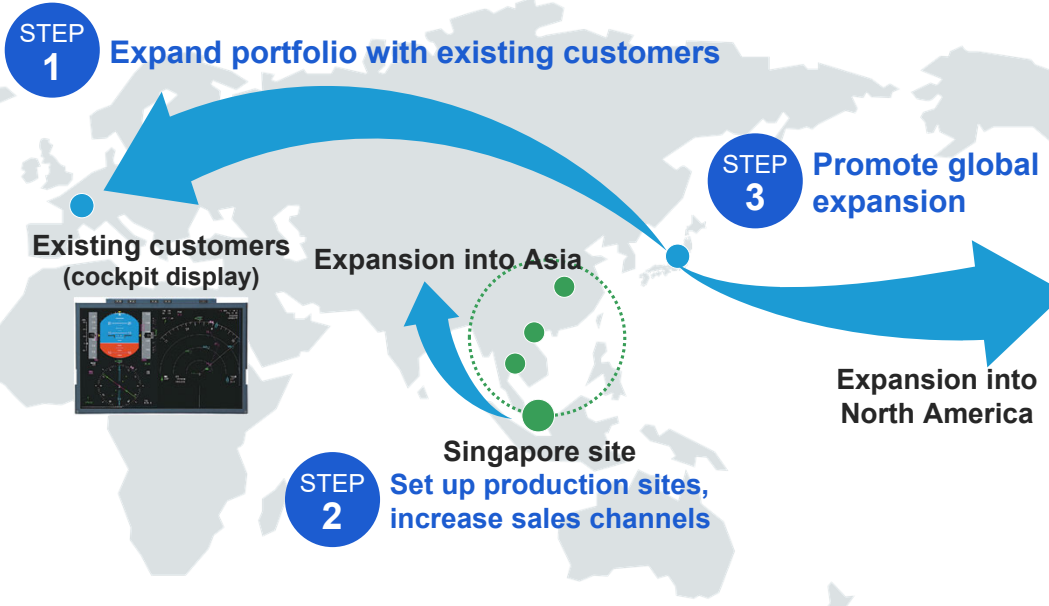 STEP
1
Expand portfolio with existing customers
STEP
3
Promote global
expansion
Existing customers
(cockpit display)
Expansion into Asia
Expansion into
North America
Singapore site
STEP
2
Set up production sites,
increase sales channels